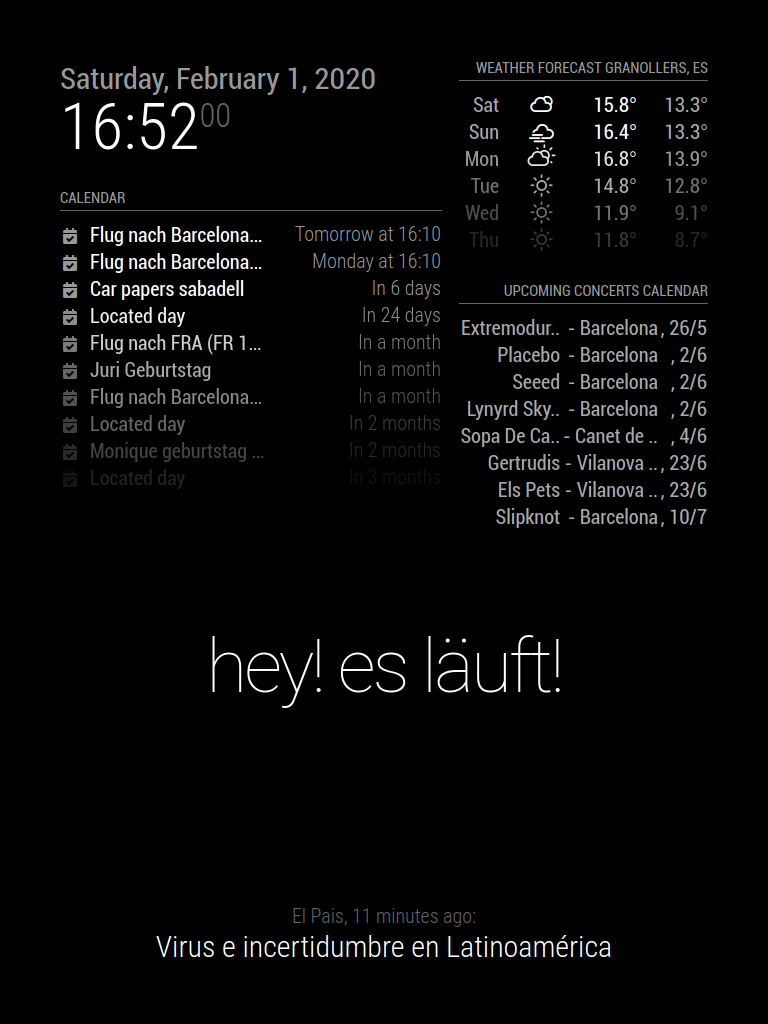 Saturday, February 1, 2020
16:52 00
CALENDAR
Flug nach Barcelona... Tomorrow at 16:10
Flug nach Barcelona... Monday at 16:10
Car papers sabadell In 6 days
Located day In 24 days
Flug nach FRA (FR 1... In a month
Juri Geburtstag In a month
Flug nach Barcelona... In a month
Located day In 2 months
Monique geburtstag ... In 2 months
Located day In 3 months
WEATHER FORECAST GRANOLLERS, ES
Sat 15.8° 13.3°
Sun 16.4° 13.3°
Mon 16.8° 13.9°
Tue 14.8° 12.8°
Wed 11.9° 9.1°
Thu 11.8° 8.7°
UPCOMING CONCERTS CALENDAR
Extremodur.. - Barcelona , 26/5
Placebo - Barcelona , 2/6
Seeed - Barcelona , 2/6
Lynyrd Sky.. - Barcelona , 2/6
Sopa De Ca.. - Canet de .. , 4/6
Gertrudis - Vilanova .. , 23/6
Els Pets - Vilanova .. , 23/6
Slipknot - Barcelona , 10/7
hey! es läuft!
El Pais, 11 minutes ago:
Virus e incertidumbre en Latinoamérica